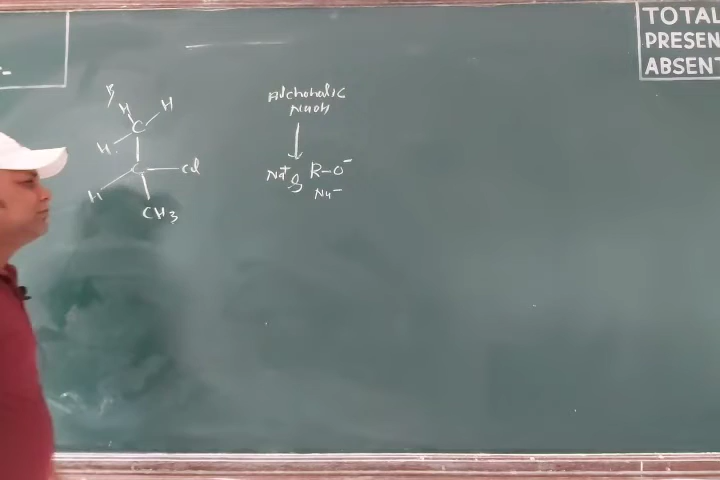 TOTAL
PRESEN
ABSENT
H H
C
H
C Cl
H
CH3
Alchohalic
NaOH
Na+ & R-O-
Nu-